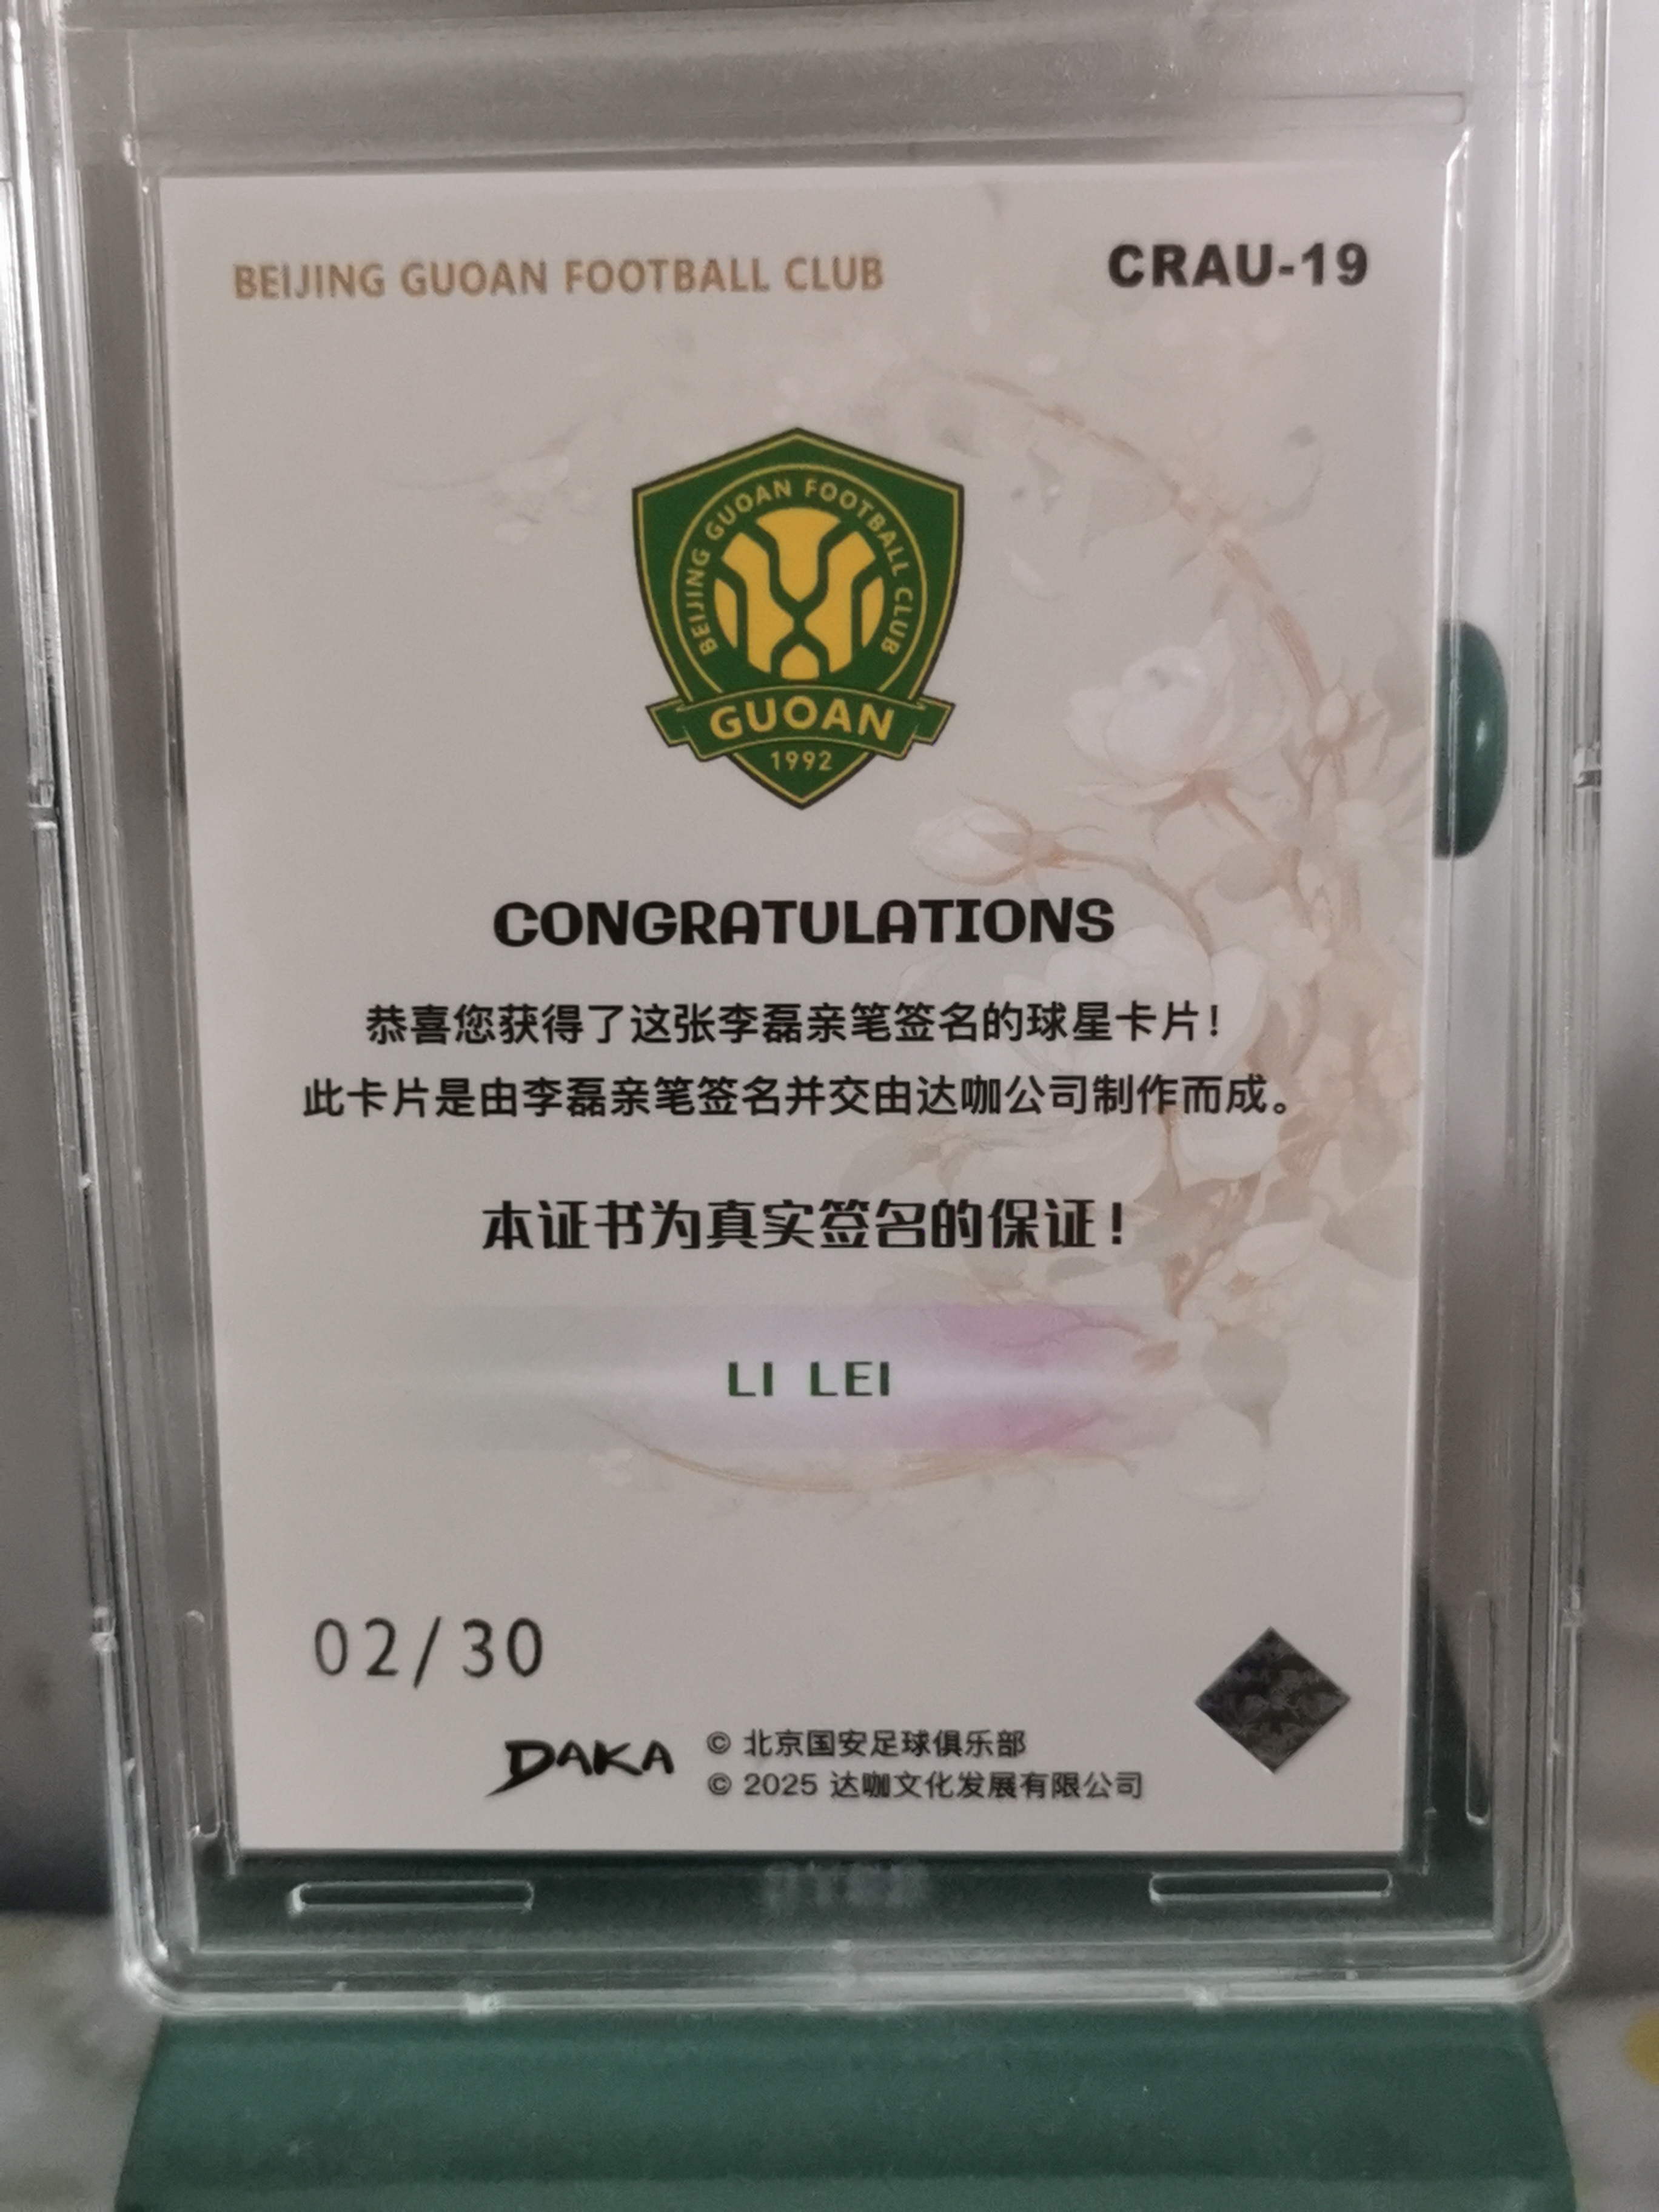 BEIJING GUOAN FOOTBALL CLUB
CRAU-19
BEIJING GUOAN FOOTBALL CLUB
GUOAN
1992
CONGRATULATIONS
恭喜您获得了这张李磊亲笔签名的球星卡片!
此卡片是由李磊亲笔签名并交由达咖公司制作而成。
本证书为真实签名的保证!
LI LEI
02/30
DAKA
© 北京国安足球俱乐部
© 2025 达咖文化发展有限公司